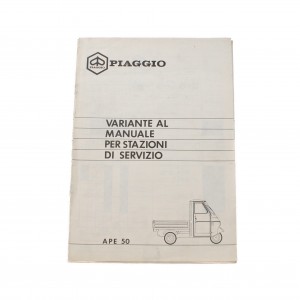 PIAGGIO
VARIANTE AL
MANUALE
PER STAZIONI
DI SERVIZIO
APE 50